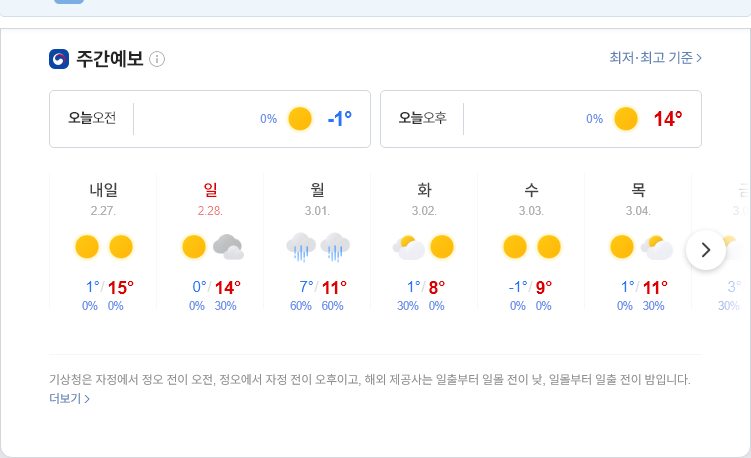 주간예보
최저·최고 기준
오늘오전 0% -1°
오늘오후 0% 14°
내일 일 월 화 수 목
2.27. 2.28. 3.01. 3.02. 3.03. 3.04.
1°/15° 0°/14° 7°/11° 1°/8° -1°/9° 1°/11° 3°
0% 0% 0% 30% 60% 60% 30% 0% 0% 0% 0% 30% 30%
기상청은 자정에서 정오 전이 오전, 정오에서 자정 전이 오후이고, 해외 제공사는 일출부터 일몰 전이 낮, 일몰부터 일출 전이 밤입니다.
더보기